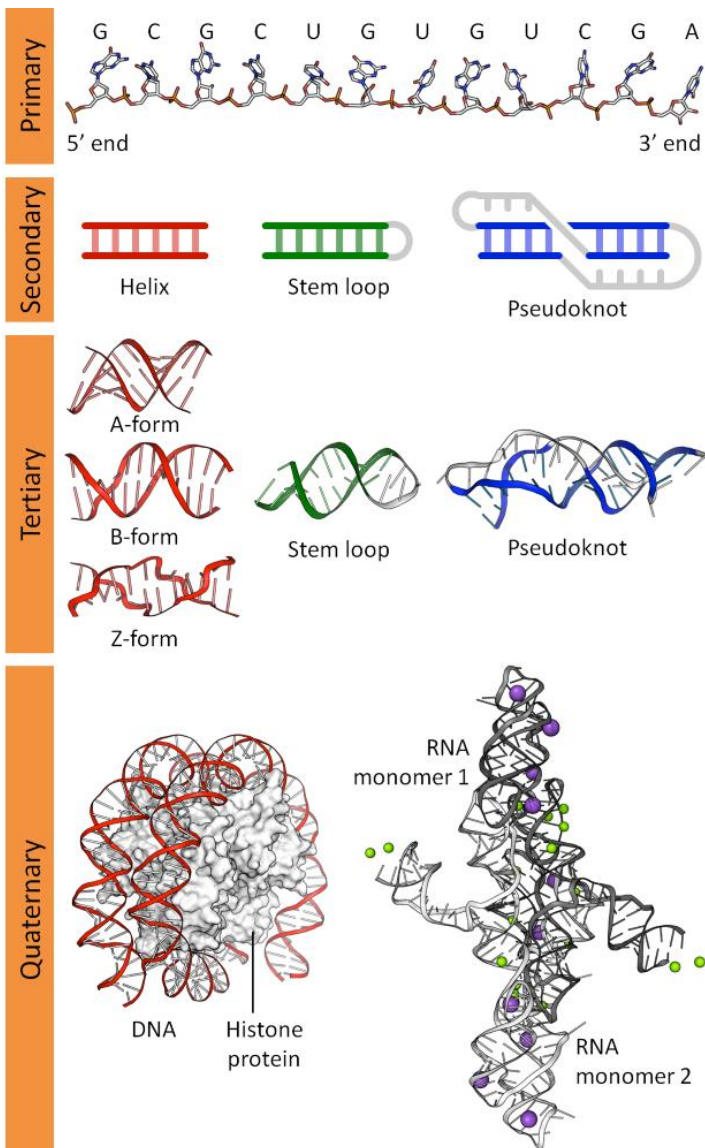 Primary
G C G C U G U G U C G A
5’ end 3’ end
Secondary
Helix Stem loop Pseudoknot
Tertiary
A-form
B-form Stem loop Pseudoknot
Z-form
Quaternary
RNA
monomer 1
DNA Histone
protein
RNA
monomer 2